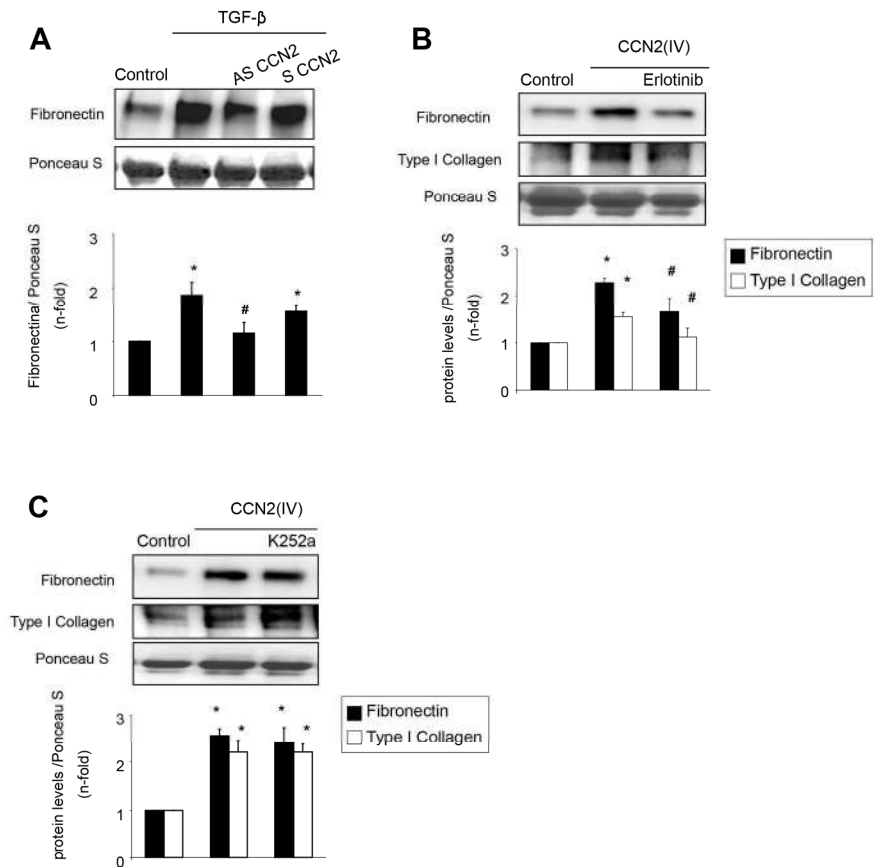 A
TGF-β
Control
AS CCN2
S CCN2
Fibronectin
Ponceau S
Fibronectina/ Ponceau S
(n-fold)
3
2
1
0
*
#
*
B
CCN2(IV)
Control
Erlotinib
Fibronectin
Type I Collagen
Ponceau S
protein levels /Ponceau S
(n-fold)
3
2
1
0
*
*
#
#
Fibronectin
Type I Collagen
C
CCN2(IV)
Control
K252a
Fibronectin
Type I Collagen
Ponceau S
protein levels /Ponceau S
(n-fold)
3
2
1
0
*
*
*
*
Fibronectin
Type I Collagen